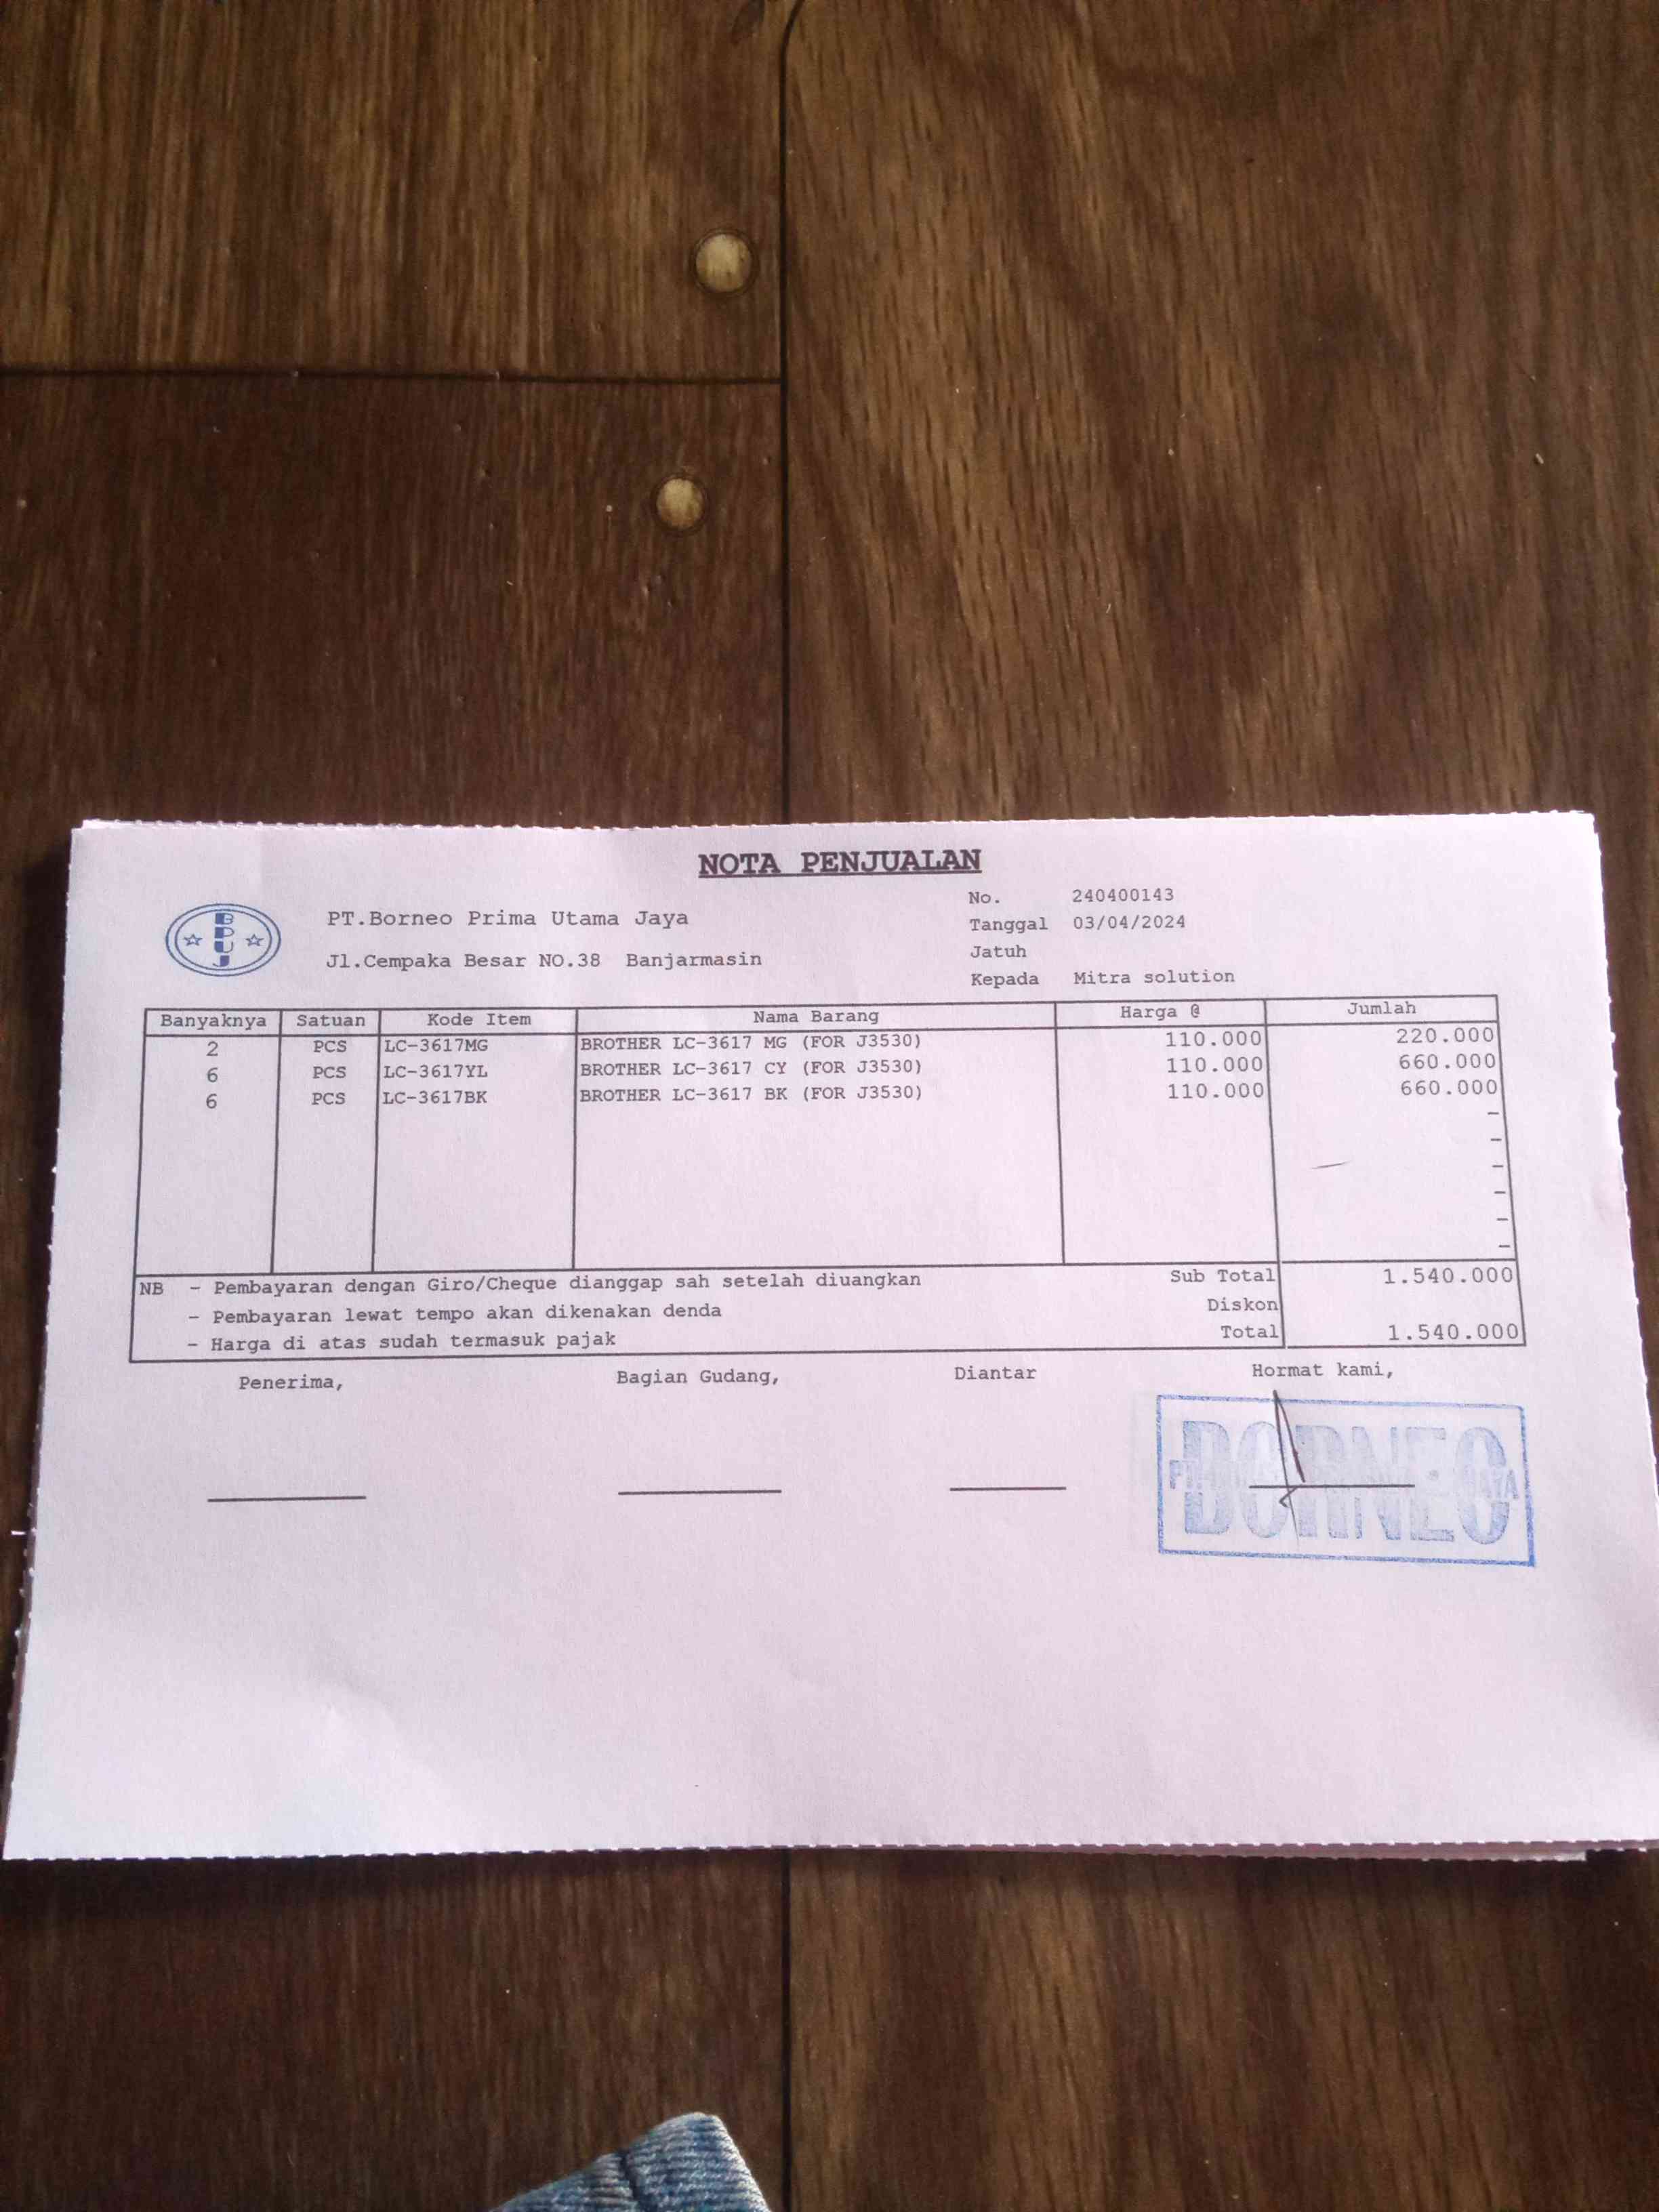 NOTA PENJUALAN
BPUJ
PT.Borneo Prima Utama Jaya
Jl.Cempaka Besar NO.38 Banjarmasin
No. 240400143
Tanggal 03/04/2024
Jatuh
Kepada Mitra solution
Banyaknya Satuan Kode Item Nama Barang Harga @ Jumlah
2 PCS LC-3617MG BROTHER LC-3617 MG (FOR J3530) 110.000 220.000
6 PCS LC-3617YL BROTHER LC-3617 CY (FOR J3530) 110.000 660.000
6 PCS LC-3617BK BROTHER LC-3617 BK (FOR J3530) 110.000 660.000
-
-
-
-
-
-
NB - Pembayaran dengan Giro/Cheque dianggap sah setelah diuangkan Sub Total 1.540.000
- Pembayaran lewat tempo akan dikenakan denda Diskon
- Harga di atas sudah termasuk pajak Total 1.540.000
Penerima, Bagian Gudang, Diantar Hormat kami,
BORNEO